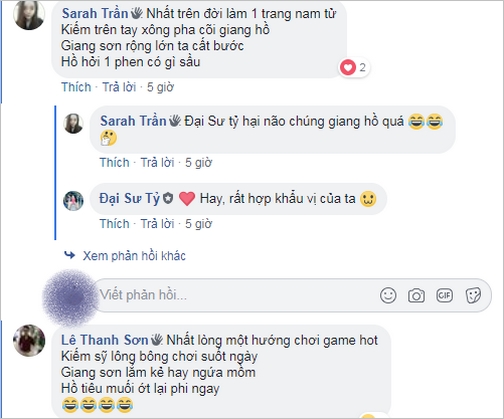 Sarah Trần Nhất trên đời làm 1 trang nam tử
Kiếm trên tay xông pha cõi giang hồ
Giang sơn rộng lớn ta cất bước
Hồ hởi 1 phen có gì sầu
2
Thích · Trả lời · 5 giờ
Sarah Trần Đại Sư tỷ hại não chúng giang hồ quá 😂😂
🤔
Thích · Trả lời · 5 giờ
Đại Sư Tỷ ❤️ Hay, rất hợp khẩu vị của ta 🙂
Thích · Trả lời · 5 giờ
Xem phản hồi khác
Viết phản hồi...
GIF
Lê Thanh Sơn Nhất lòng một hướng chơi game hot
Kiếm sỹ lông bông chơi suốt ngày
Giang sơn lắm kẻ hay ngứa mồm
Hồ tiêu muối ớt lại phi ngay
😂😂😂😂